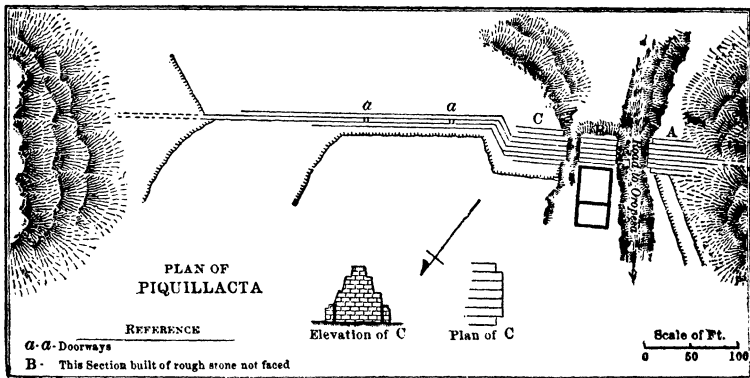 a a
C
B
A
Road to Oropesa
PLAN OF
PIQUILLACTA
REFERENCE
a-a- Doorways
B - This Section built of rough stone not faced
Elevation of C
Plan of C
Scale of Ft.
0 50 100